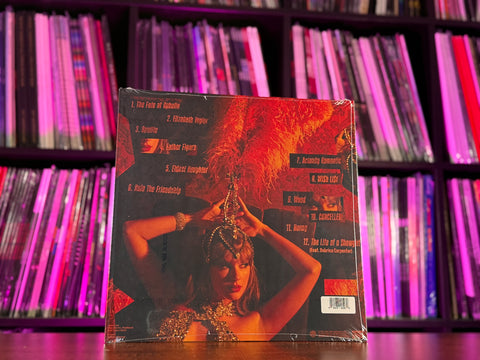 1. The Fate of Ophelia
2. Elizabeth Taylor
3. Opalite
4. Father Figure
5. Eldest Daughter
6. Ruin The Friendship
7. Actually Romantic
8. Wi$h Li$t
9. Wood
10. CANCELLED!
11. Honey
12. The Life of a Showgirl
(feat. Sabrina Carpenter)